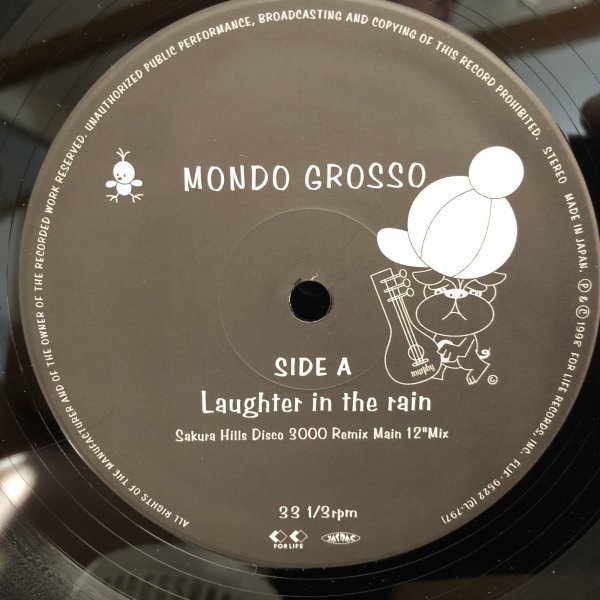 ALL RIGHTS OF THE MANUFACTURER AND OF THE OWNER OF THE RECORDED WORK RESERVED. UNAUTHORIZED PUBLIC PERFORMANCE, BROADCASTING AND COPYING OF THIS RECORD PROHIBITED. STEREO MADE IN JAPAN. ℗ & © 1998 FOR LIFE RECORDS, INC. FLJF-9522 (CL-797)
MONDO GROSSO
murphy
©
SIDE A
Laughter in the rain
Sakura Hills Disco 3000 Remix Main 12"Mix
33 1/3rpm
FOR LIFE
JASRAC